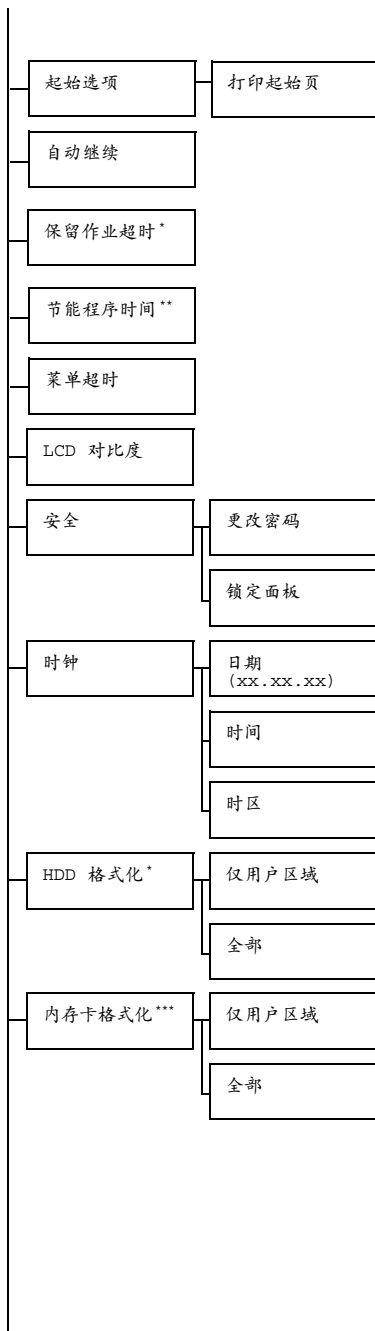 起始选项
打印起始页
自动继续
保留作业超时*
节能程序时间**
菜单超时
LCD 对比度
安全
更改密码
锁定面板
时钟
日期
(xx.xx.xx)
时间
时区
HDD 格式化*
仅用户区域
全部
内存卡格式化***
仅用户区域
全部